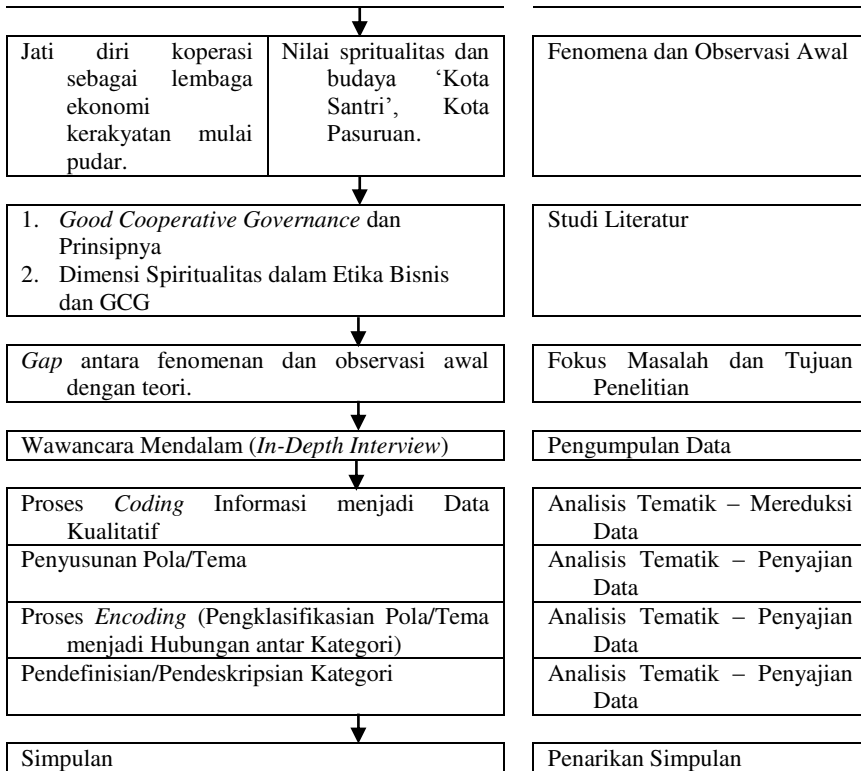 Jati diri koperasi
sebagai lembaga
ekonomi
kerakyatan mulai
pudar.
Nilai spritualitas dan
budaya ‘Kota
Santri’, Kota
Pasuruan.
Fenomena dan Observasi Awal
1. Good Cooperative Governance dan
Prinsipnya
2. Dimensi Spiritualitas dalam Etika Bisnis
dan GCG
Studi Literatur
Gap antara fenomenan dan observasi awal
dengan teori.
Fokus Masalah dan Tujuan
Penelitian
Wawancara Mendalam (In-Depth Interview)
Pengumpulan Data
Proses Coding Informasi menjadi Data
Kualitatif
Analisis Tematik – Mereduksi
Data
Penyusunan Pola/Tema
Analisis Tematik – Penyajian
Data
Proses Encoding (Pengklasifikasian Pola/Tema
menjadi Hubungan antar Kategori)
Analisis Tematik – Penyajian
Data
Pendefinisian/Pendeskripsian Kategori
Analisis Tematik – Penyajian
Data
Simpulan
Penarikan Simpulan